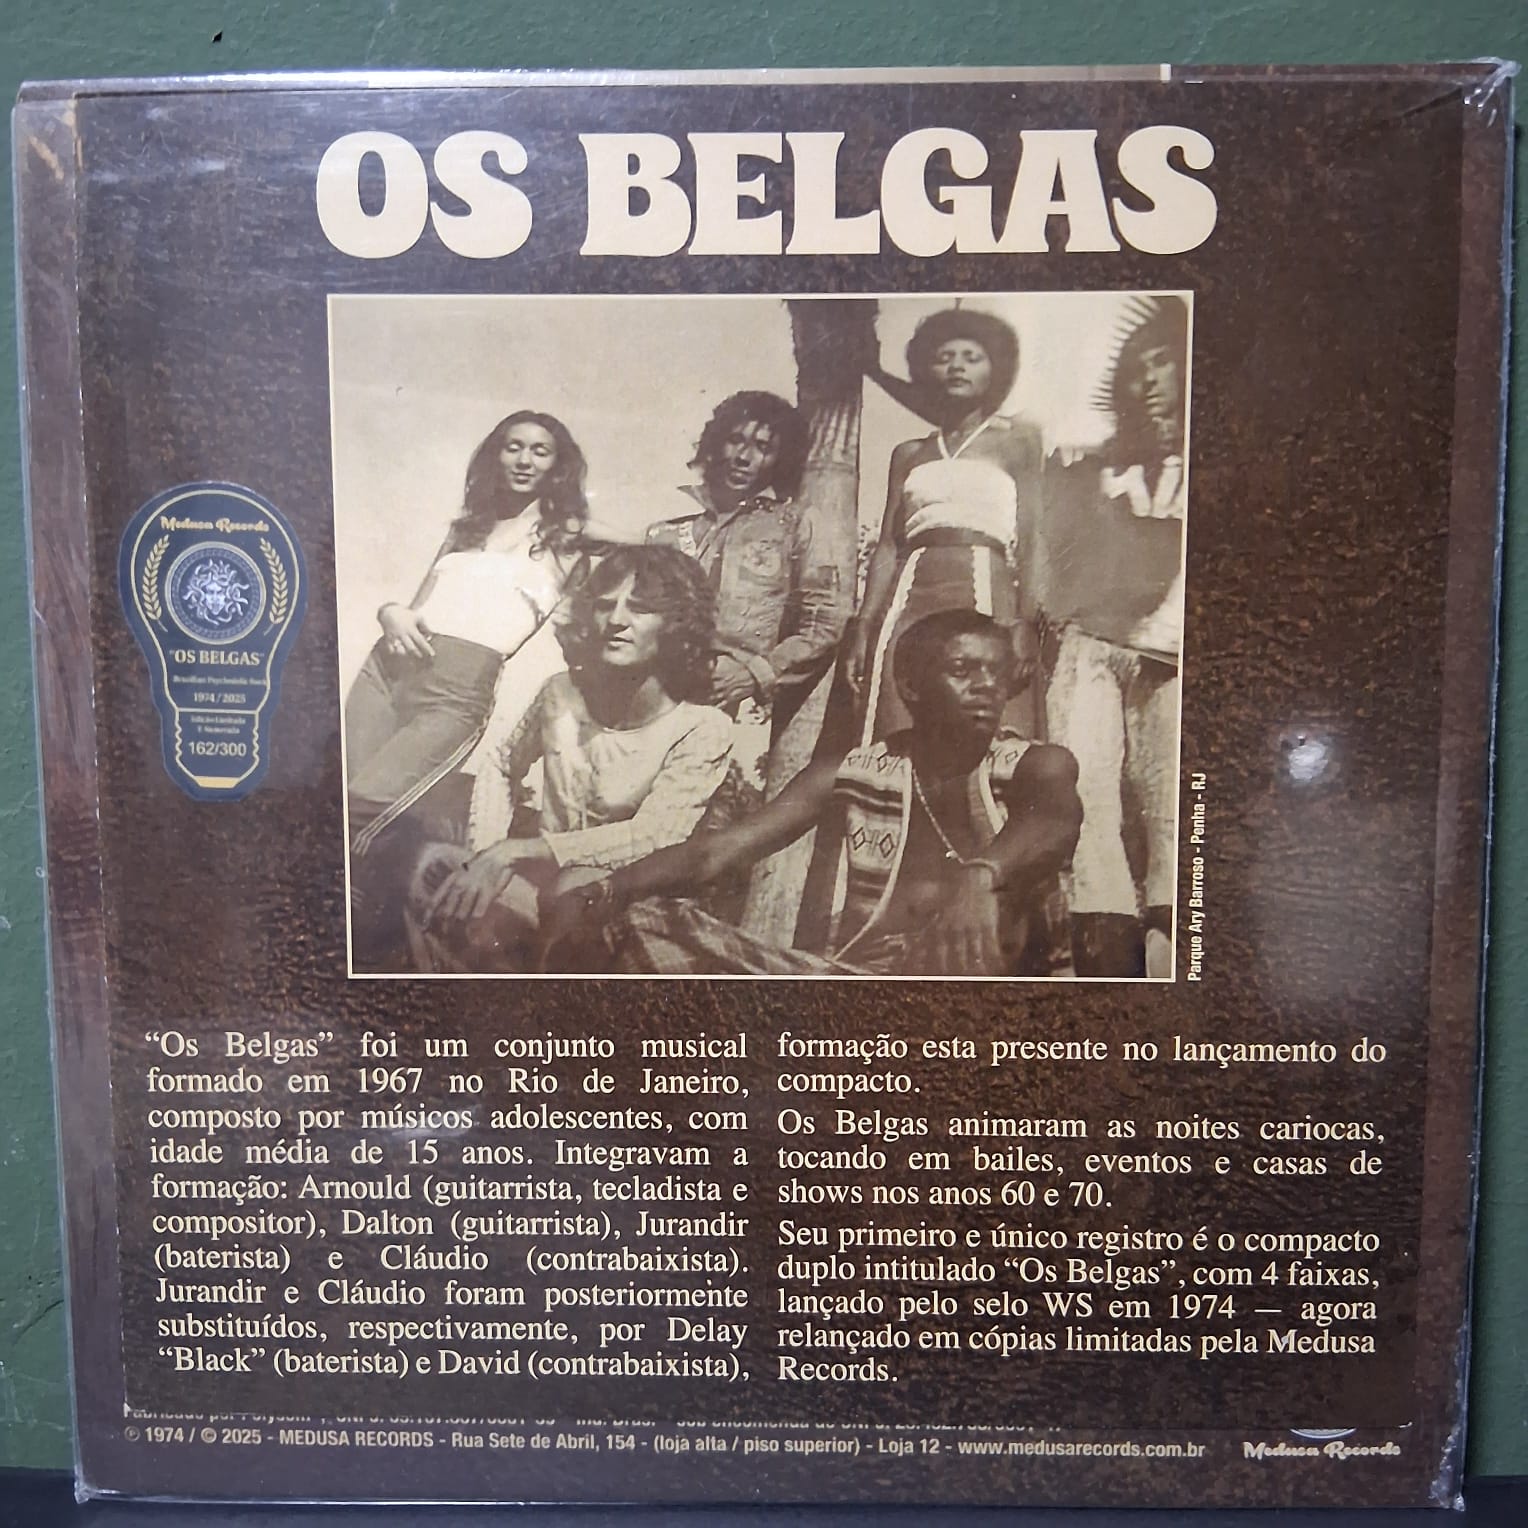 OS BELGAS
Medusa Records
"OS BELGAS"
Brazilian Psychedelic Rock
1974 / 2025
Edição Limitada
E Numerada
162/300
Parque Ary Barroso - Penha - RJ
“Os Belgas” foi um conjunto musical
formado em 1967 no Rio de Janeiro,
composto por músicos adolescentes, com
idade média de 15 anos. Integravam a
formação: Arnould (guitarrista, tecladista e
compositor), Dalton (guitarrista), Jurandir
(baterista) e Cláudio (contrabaixista).
Jurandir e Cláudio foram posteriormente
substituídos, respectivamente, por Delay
“Black” (baterista) e David (contrabaixista),
formação esta presente no lançamento do
compacto.
Os Belgas animaram as noites cariocas,
tocando em bailes, eventos e casas de
shows nos anos 60 e 70.
Seu primeiro e único registro é o compacto
duplo intitulado “Os Belgas”, com 4 faixas,
lançado pelo selo WS em 1974 — agora
relançado em cópias limitadas pela Medusa
Records.
℗ 1974 / © 2025 - MEDUSA RECORDS - Rua Sete de Abril, 154 - (loja alta / piso superior) - Loja 12 - www.medusarecords.com.br
Medusa Records